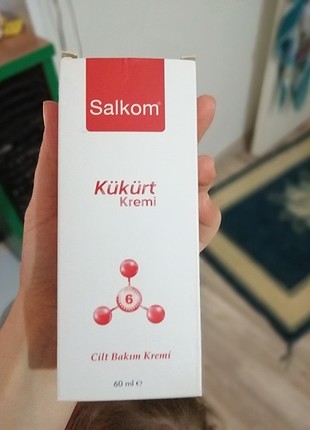 Salkom®
Kükürt
Kremi
6
Cilt Bakım Kremi
60 ml e